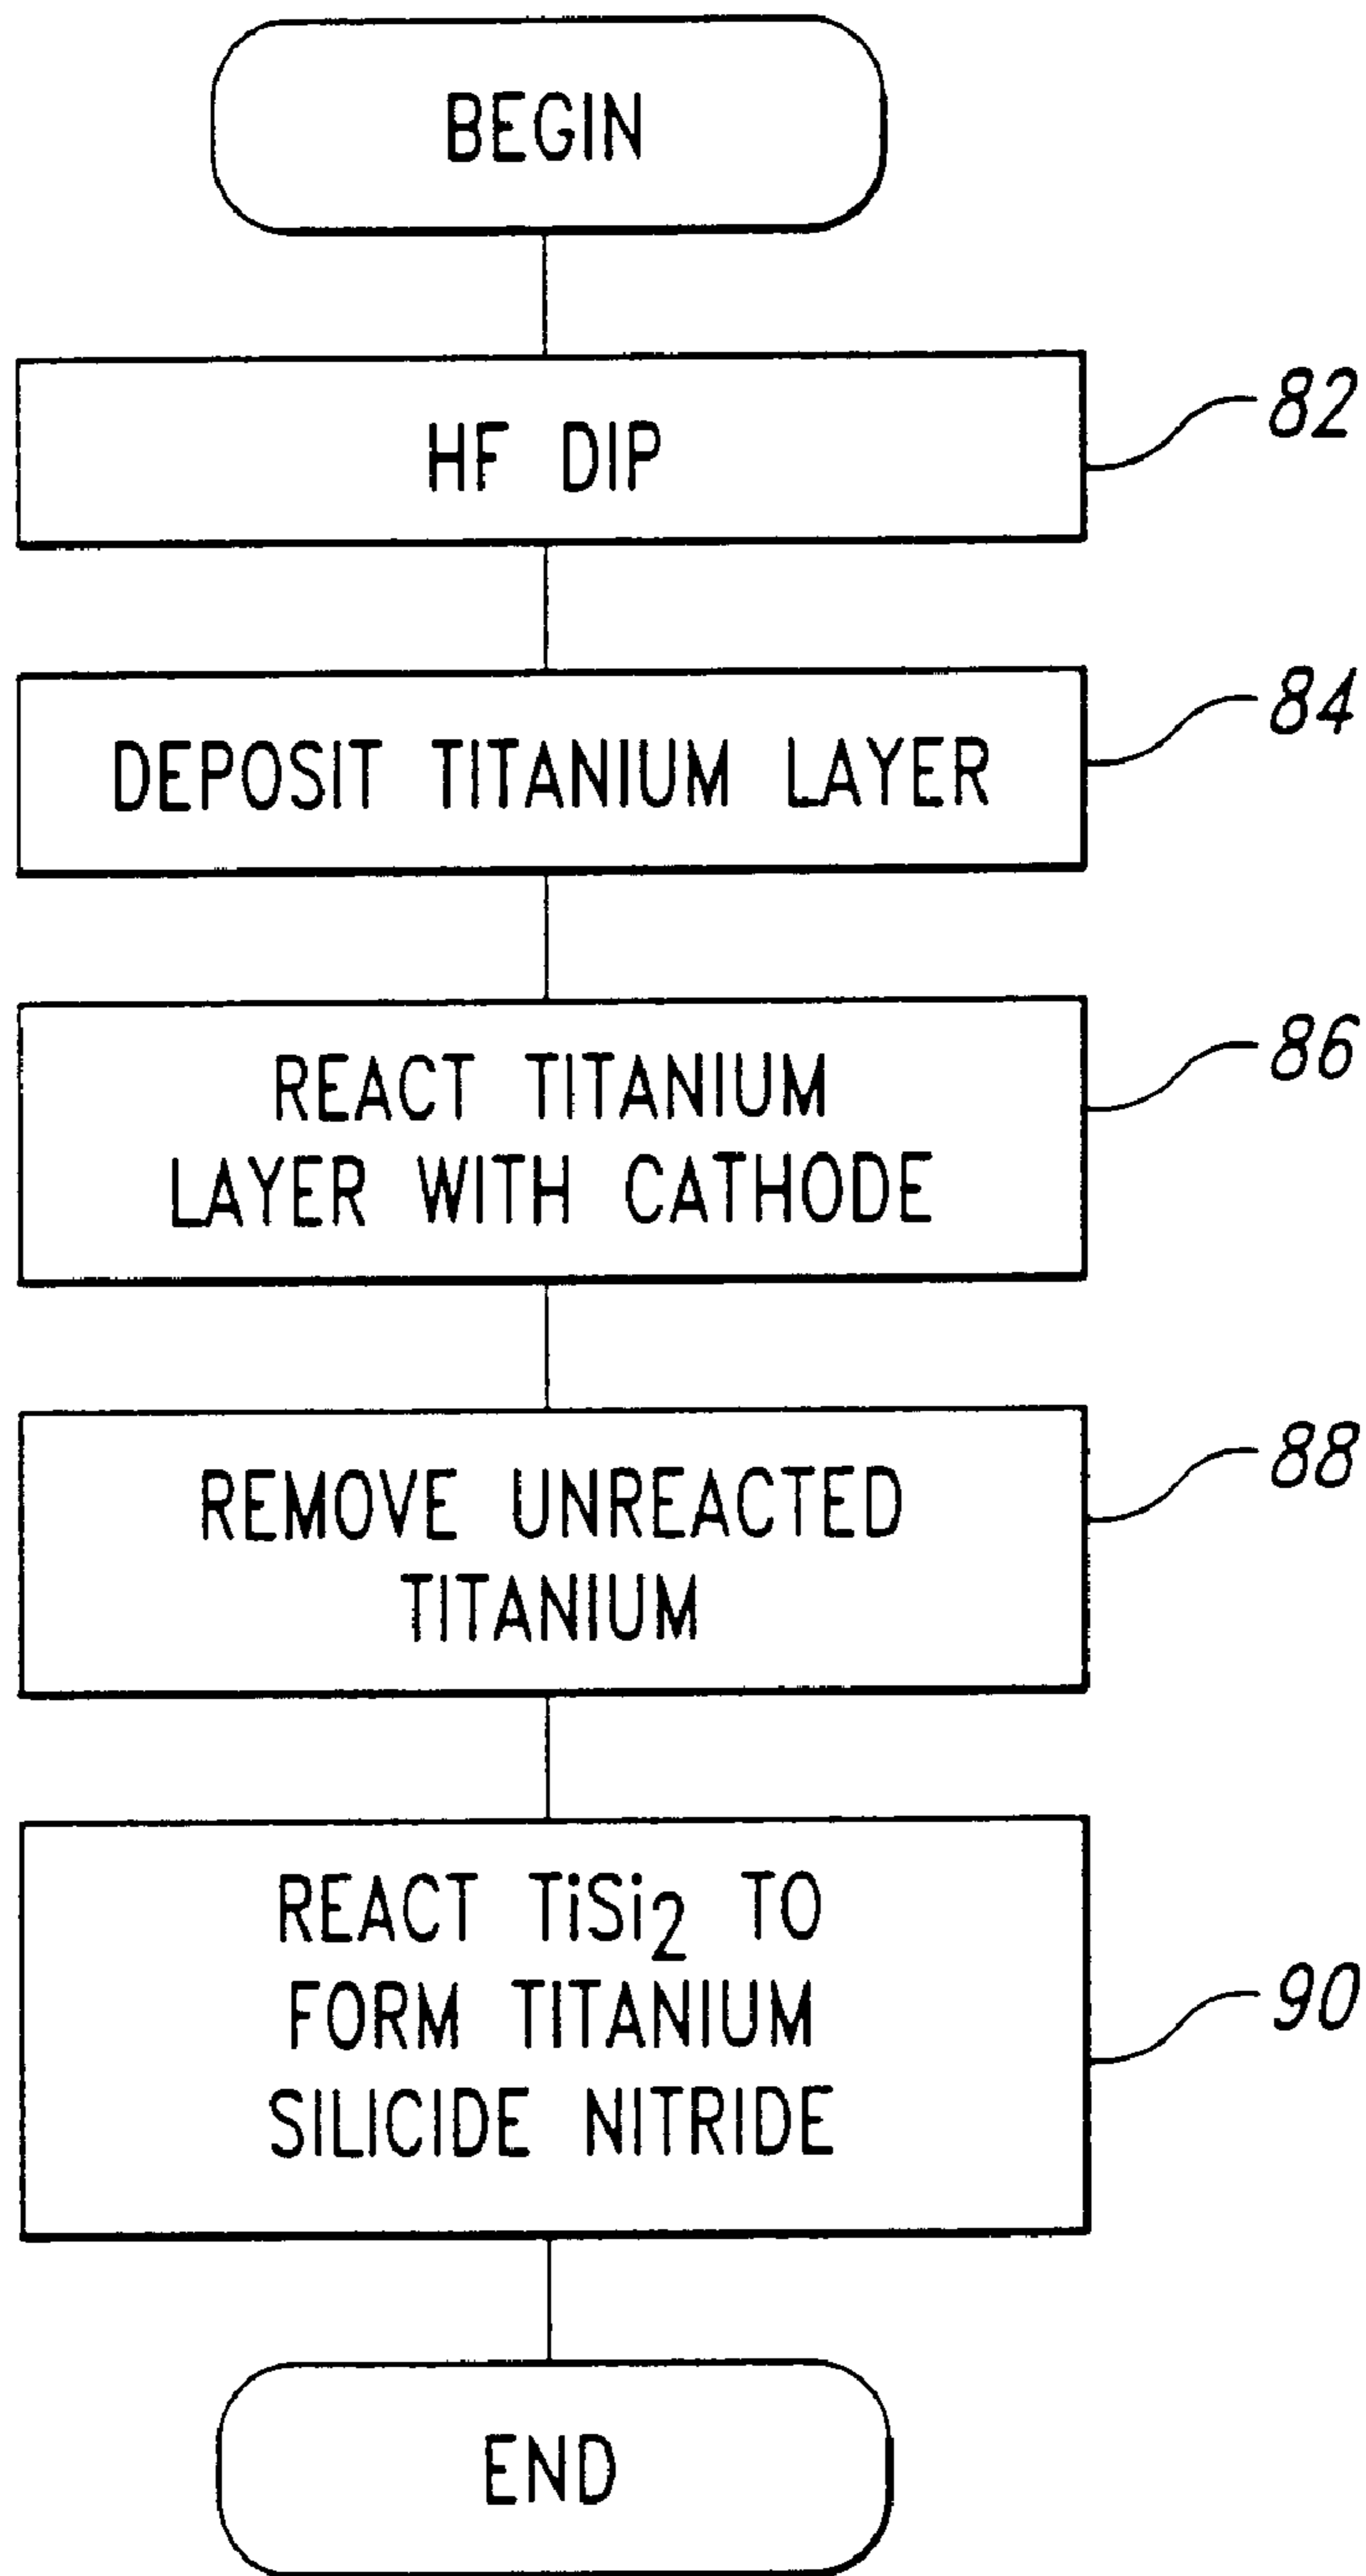 BEGIN
HF DIP
82
DEPOSIT TITANIUM LAYER
84
REACT TITANIUM
LAYER WITH CATHODE
86
REMOVE UNREACTED
TITANIUM
88
REACT TiSi₂ TO
FORM TITANIUM
SILICIDE NITRIDE
90
END